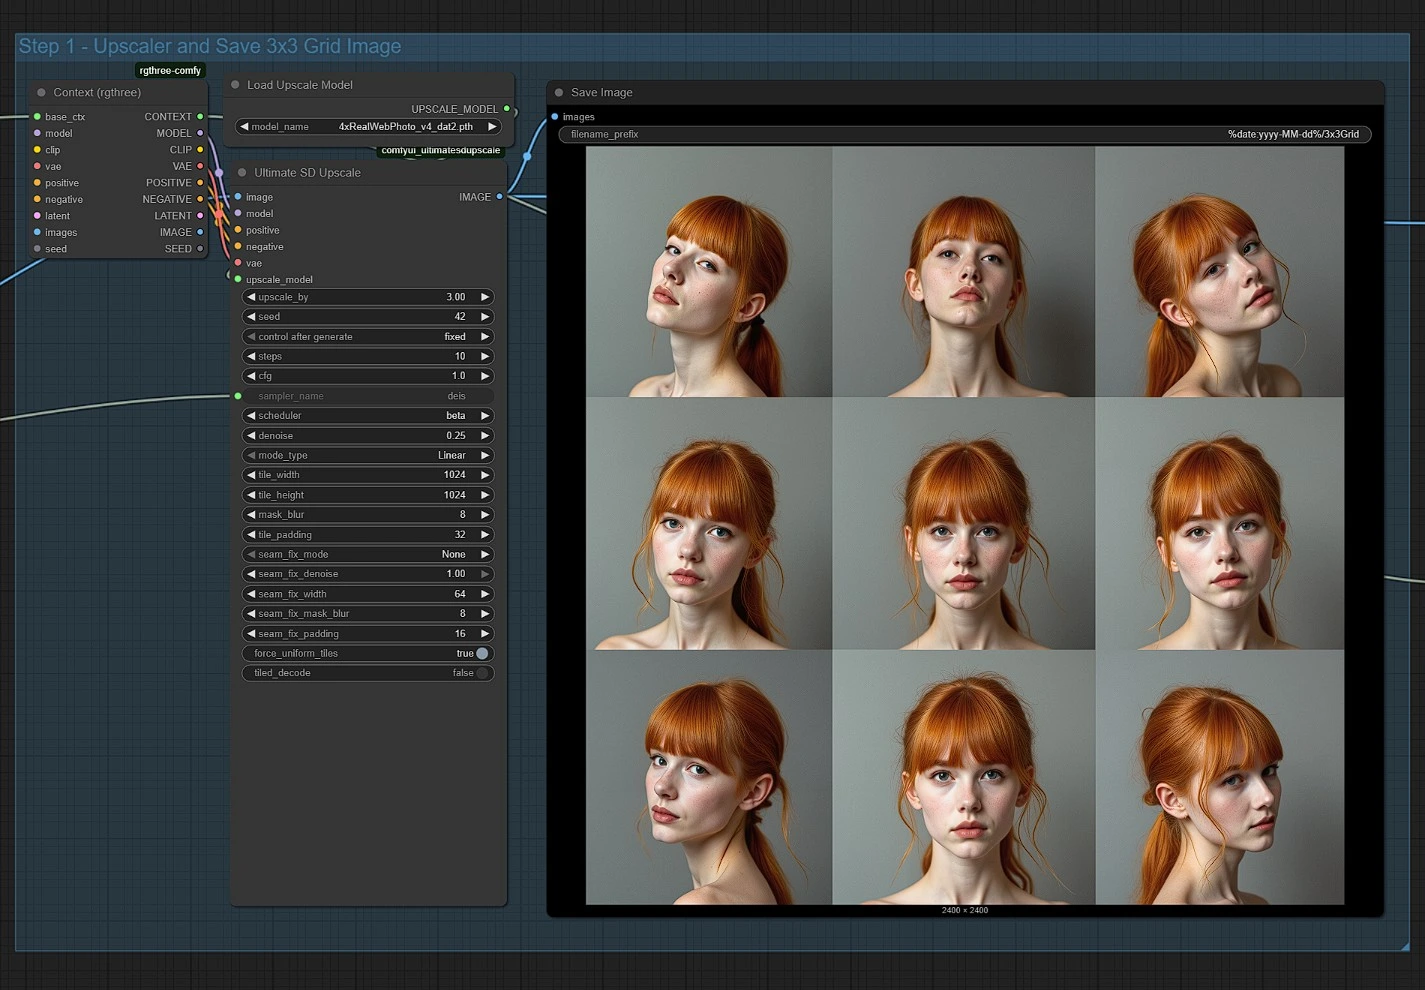 Step 1 - Upscaler and Save 3x3 Grid Image
rgthree-comfy
Context (rgthree)
base_ctx CONTEXT
model MODEL
clip CLIP
vae VAE
positive POSITIVE
negative NEGATIVE
latent LATENT
images IMAGE
seed SEED
Load Upscale Model
UPSCALE_MODEL
model_name 4xRealWebPhoto_v4_dat2.pth
comfyui_ultimatesdupscale
Ultimate SD Upscale
image IMAGE
model
positive
negative
vae
upscale_model
upscale_by 3.00
seed 42
control after generate fixed
steps 10
cfg 1.0
sampler_name deis
scheduler beta
denoise 0.25
mode_type Linear
tile_width 1024
tile_height 1024
mask_blur 8
tile_padding 32
seam_fix_mode None
seam_fix_denoise 1.00
seam_fix_width 64
seam_fix_mask_blur 8
seam_fix_padding 16
force_uniform_tiles true
tiled_decode false
Save Image
images
filename_prefix %date:yyyy-MM-dd%/3x3Grid
2400 × 2400